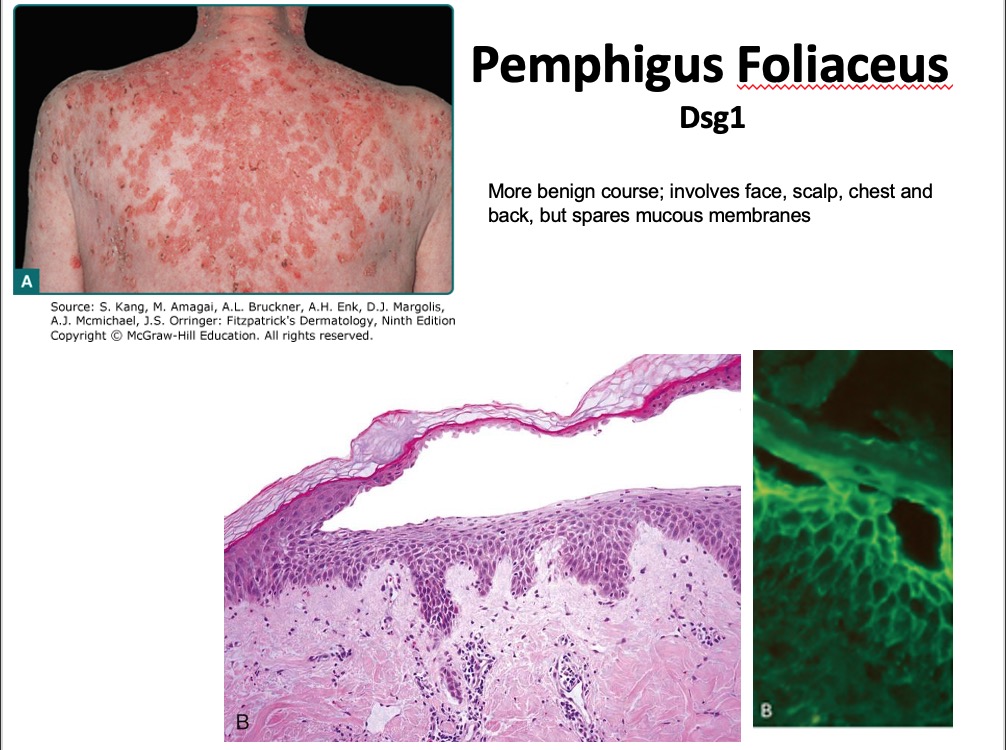 Pemphigus Foliaceus
Dsg1
More benign course; involves face, scalp, chest and
back, but spares mucous membranes
A
Source: S. Kang, M. Amagai, A.L. Bruckner, A.H. Enk, D.J. Margolis,
A.J. Mcmichael, J.S. Orringer: Fitzpatrick's Dermatology, Ninth Edition
Copyright © McGraw-Hill Education. All rights reserved.
B
B